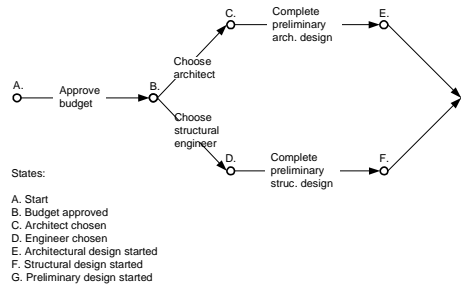 C.
Complete
preliminary
arch. design
E.
Choose
architect
A.
Approve
budget
B.
Choose
structural
engineer
D.
Complete
preliminary
struc. design
F.
States:
A. Start
B. Budget approved
C. Architect chosen
D. Engineer chosen
E. Architectural design started
F. Structural design started
G. Preliminary design started